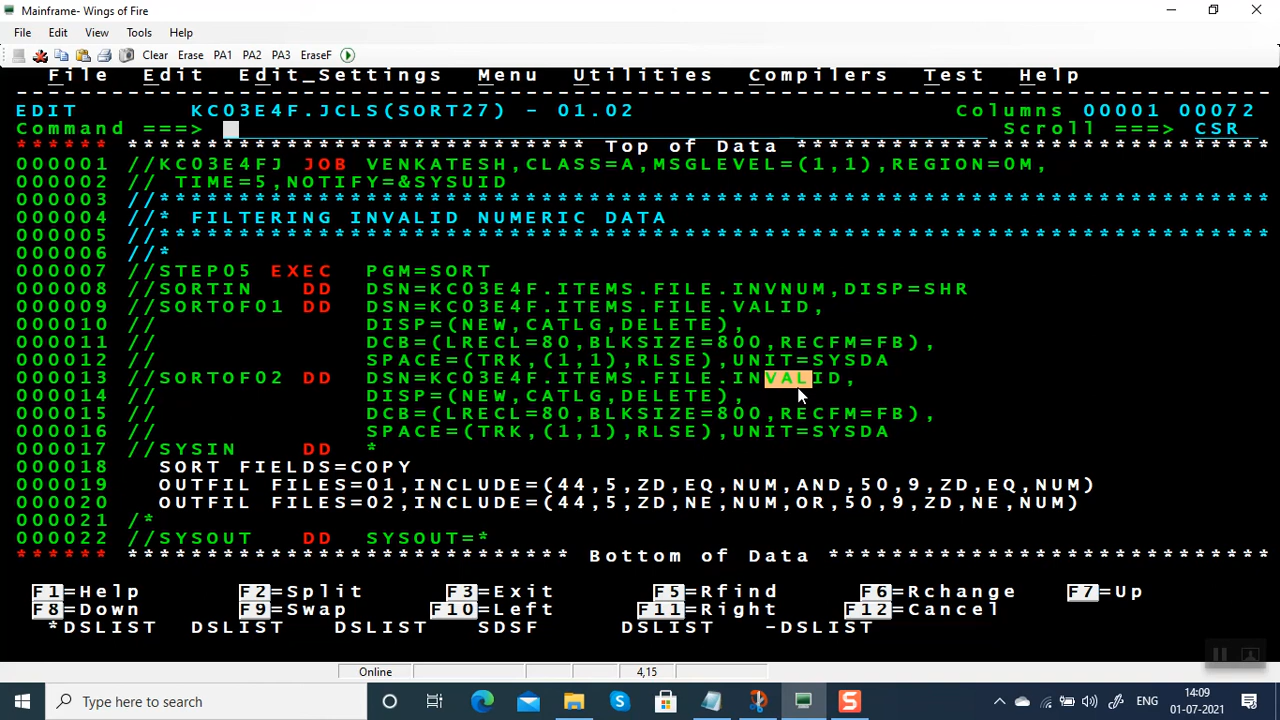 Mainframe- Wings of Fire
File Edit View Tools Help
Clear Erase PA1 PA2 PA3 EraseF
File Edit Edit_Settings Menu Utilities Compilers Test Help
EDIT KC03E4F.JCLS(SORT27) - 01.02 Columns 00001 00072
Command ===> Scroll ===> CSR
****** ***************************** Top of Data ****************************
000001 //KC03E4FJ JOB VENKATESH,CLASS=A,MSGLEVEL=(1,1),REGION=0M,
000002 // TIME=5,NOTIFY=&SYSUID
000003 //**********************************************************************
000004 //* FILTERING INVALID NUMERIC DATA
000005 //**********************************************************************
000006 //*
000007 //STEP05 EXEC PGM=SORT
000008 //SORTIN DD DSN=KC03E4F.ITEMS.FILE.INVNUM,DISP=SHR
000009 //SORTOF01 DD DSN=KC03E4F.ITEMS.FILE.VALID,
000010 // DISP=(NEW,CATLG,DELETE),
000011 // DCB=(LRECL=80,BLKSIZE=800,RECFM=FB),
000012 // SPACE=(TRK,(1,1),RLSE),UNIT=SYSDA
000013 //SORTOF02 DD DSN=KC03E4F.ITEMS.FILE.INVALID,
000014 // DISP=(NEW,CATLG,DELETE),
000015 // DCB=(LRECL=80,BLKSIZE=800,RECFM=FB),
000016 // SPACE=(TRK,(1,1),RLSE),UNIT=SYSDA
000017 //SYSIN DD *
000018 SORT FIELDS=COPY
000019 OUTFIL FILES=01,INCLUDE=(44,5,ZD,EQ,NUM,AND,50,9,ZD,EQ,NUM)
000020 OUTFIL FILES=02,INCLUDE=(44,5,ZD,NE,NUM,OR,50,9,ZD,NE,NUM)
000021 /*
000022 //SYSOUT DD SYSOUT=*
****** **************************** Bottom of Data ****************************
F1=Help F2=Split F3=Exit F5=Rfind F6=Rchange F7=Up
F8=Down F9=Swap F10=Left F11=Right F12=Cancel
*DSLIST DSLIST DSLIST SDSF DSLIST -DSLIST
Online 4,15
Type here to search ENG 14:09
01-07-2021